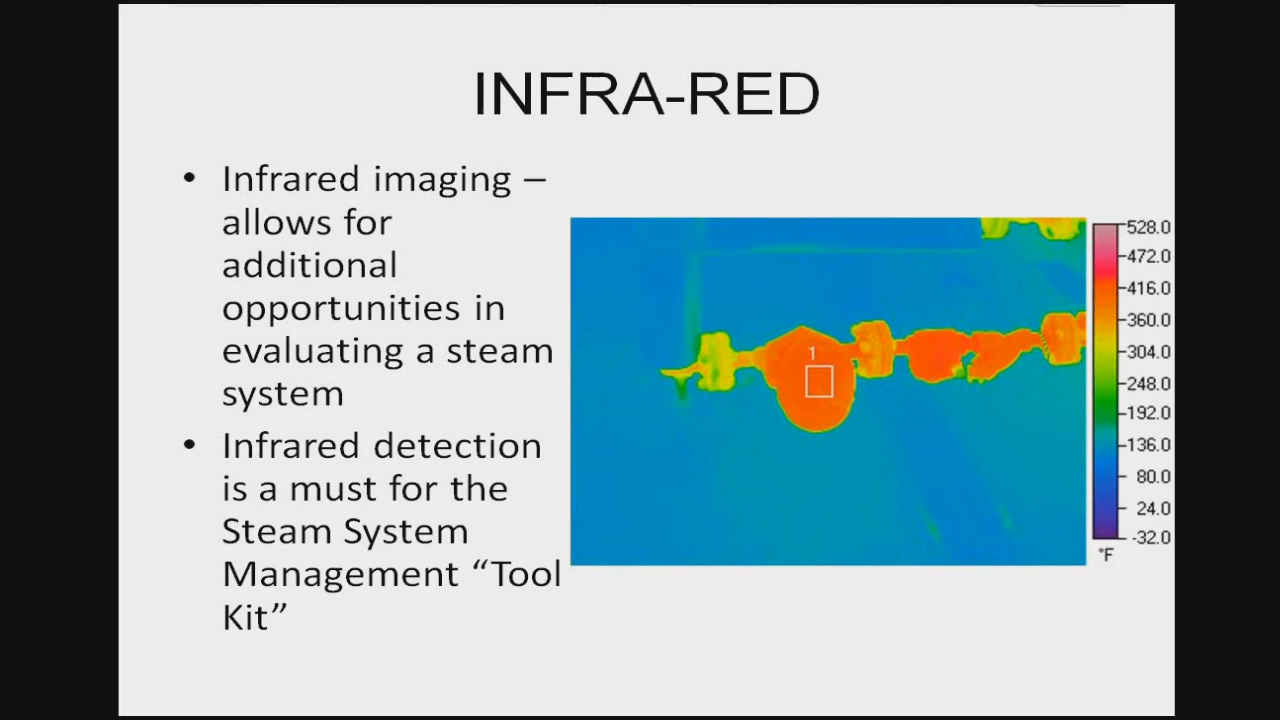 INFRA-RED
• Infrared imaging –
allows for
additional
opportunities in
evaluating a steam
system
• Infrared detection
is a must for the
Steam System
Management “Tool
Kit”
1
528.0
472.0
416.0
360.0
304.0
248.0
192.0
136.0
80.0
24.0
-32.0
°F